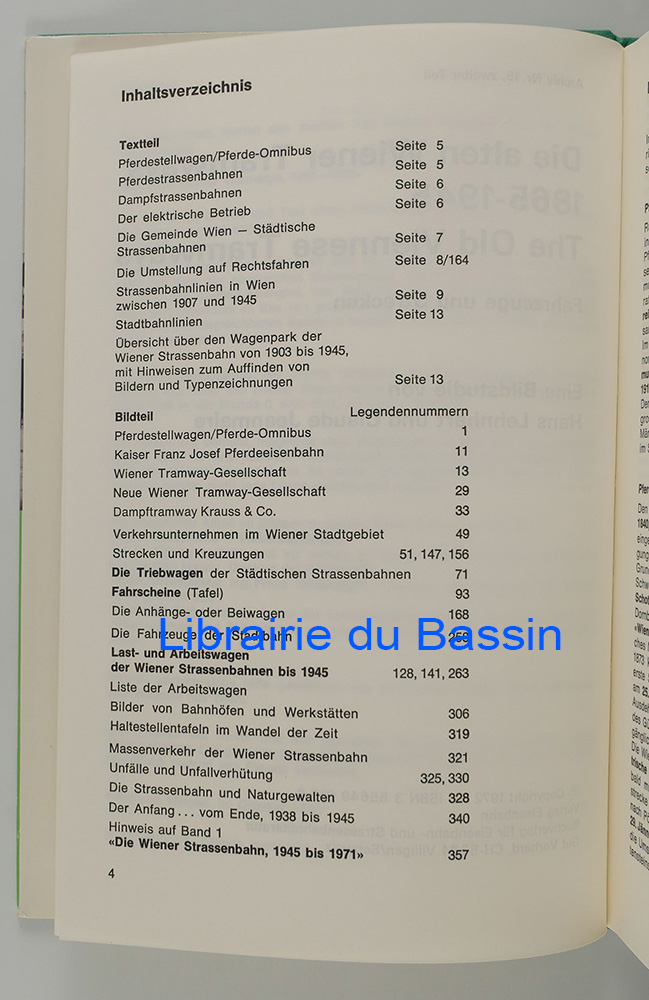 Inhaltsverzeichnis
Textteil
Pferdestellwagen/Pferde-Omnibus Seite 5
Pferdestrassenbahnen Seite 5
Dampfstrassenbahnen Seite 6
Der elektrische Betrieb Seite 6
Die Gemeinde Wien – Städtische
Strassenbahnen Seite 7
Die Umstellung auf Rechtsfahren Seite 8/164
Strassenbahnlinien in Wien
zwischen 1907 und 1945 Seite 9
Stadtbahnlinien Seite 13
Übersicht über den Wagenpark der
Wiener Strassenbahn von 1903 bis 1945,
mit Hinweisen zum Auffinden von
Bildern und Typenzeichnungen Seite 13
Bildteil Legendennummern
Pferdestellwagen/Pferde-Omnibus 1
Kaiser Franz Josef Pferdeeisenbahn 11
Wiener Tramway-Gesellschaft 13
Neue Wiener Tramway-Gesellschaft 29
Dampftramway Krauss & Co. 33
Verkehrsunternehmen im Wiener Stadtgebiet 49
Strecken und Kreuzungen 51, 147, 156
Die Triebwagen der Städtischen Strassenbahnen 71
Fahrscheine (Tafel) 93
Die Anhänge- oder Beiwagen 168
Die Fahrzeuge der Stadtbahn
Librairie du Bassin
Last- und Arbeitswagen
der Wiener Strassenbahnen bis 1945 128, 141, 263
Liste der Arbeitswagen
Bilder von Bahnhöfen und Werkstätten 306
Haltestellentafeln im Wandel der Zeit 319
Massenverkehr der Wiener Strassenbahn 321
Unfälle und Unfallverhütung 325, 330
Die Strassenbahn und Naturgewalten 328
Der Anfang . . . vom Ende, 1938 bis 1945 340
Hinweis auf Band 1
«Die Wiener Strassenbahn, 1945 bis 1971» 357
4